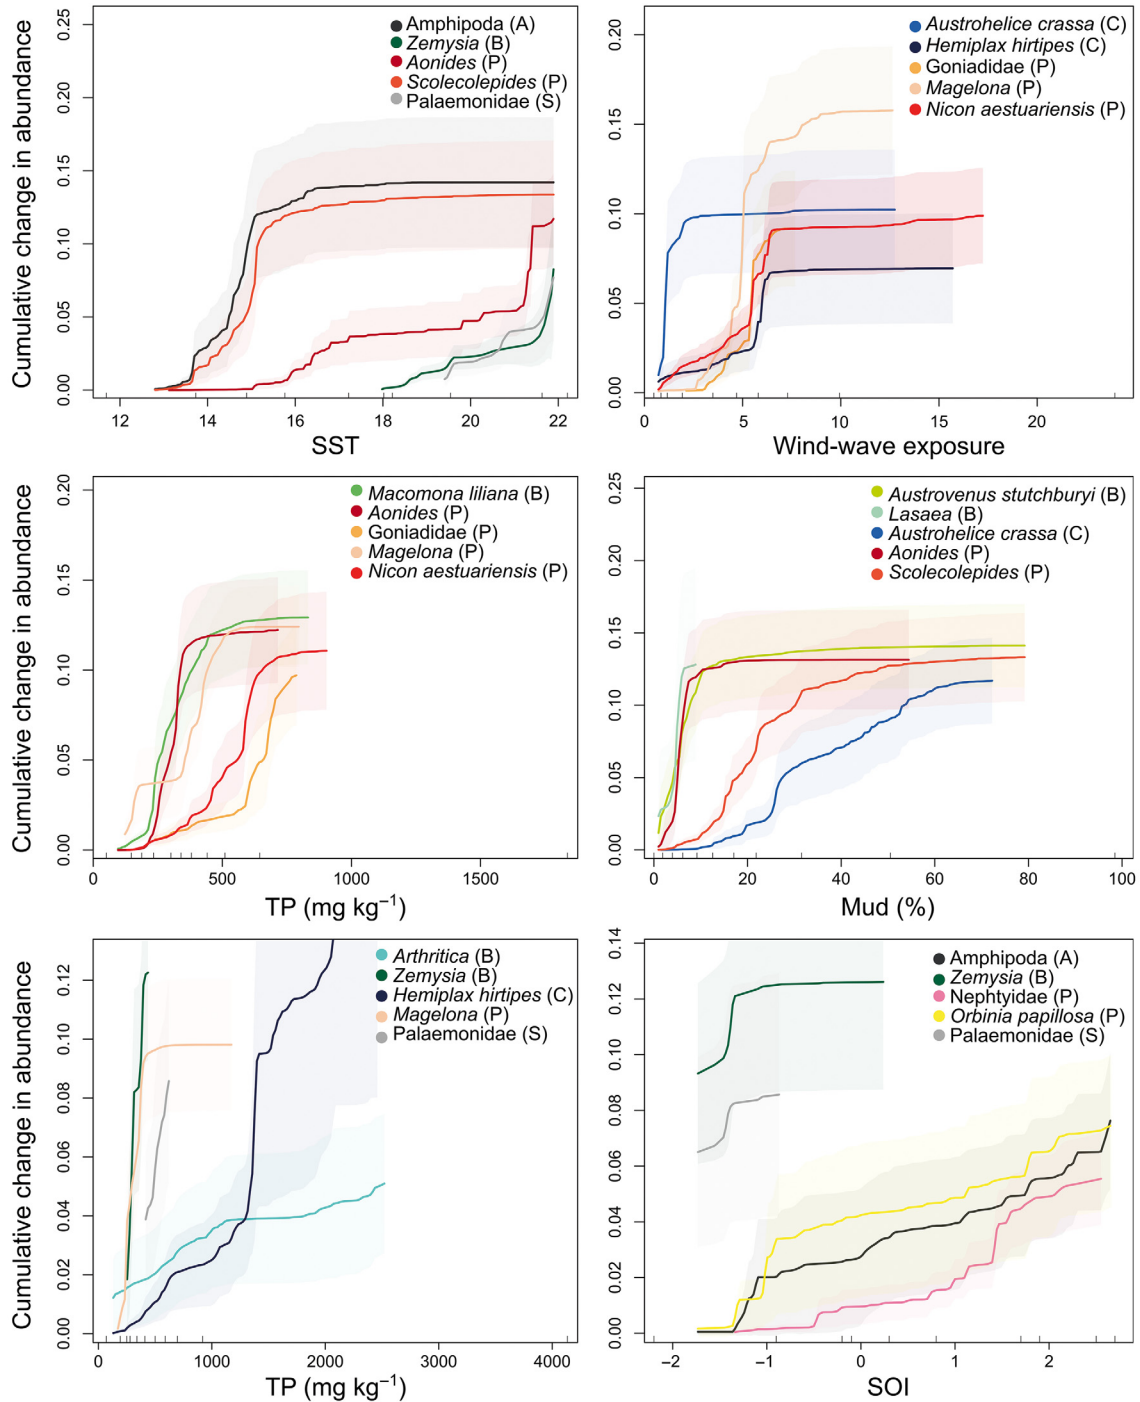 Cumulative change in abundance
0.25
0.20
0.15
0.10
0.05
0.00
Amphipoda (A)
Zemysia (B)
Aonides (P)
Scolecolepides (P)
Palaemonidae (S)
12 14 16 18 20 22
SST
0.20
0.15
0.10
0.05
0.00
Austrohelice crassa (C)
Hemiplax hirtipes (C)
Goniadidae (P)
Magelona (P)
Nicon aestuariensis (P)
0 5 10 15 20
Wind-wave exposure
Cumulative change in abundance
0.20
0.15
0.10
0.05
0.00
Macomona liliana (B)
Aonides (P)
Goniadidae (P)
Magelona (P)
Nicon aestuariensis (P)
0 500 1000 1500
TP (mg kg⁻¹)
0.25
0.20
0.15
0.10
0.05
0.00
Austrovenus stutchburyi (B)
Lasaea (B)
Austrohelice crassa (C)
Aonides (P)
Scolecolepides (P)
0 20 40 60 80 100
Mud (%)
Cumulative change in abundance
0.12
0.10
0.08
0.06
0.04
0.02
0.00
Arthritica (B)
Zemysia (B)
Hemiplax hirtipes (C)
Magelona (P)
Palaemonidae (S)
0 1000 2000 3000 4000
TP (mg kg⁻¹)
0.14
0.12
0.10
0.08
0.06
0.04
0.02
0.00
Amphipoda (A)
Zemysia (B)
Nephtyidae (P)
Orbinia papillosa (P)
Palaemonidae (S)
−2 −1 0 1 2
SOI